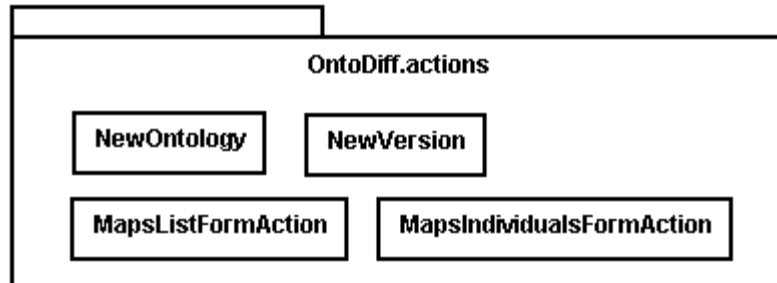 OntoDiff.actions
NewOntology
NewVersion
MapsListFormAction
MapsIndividualsFormAction